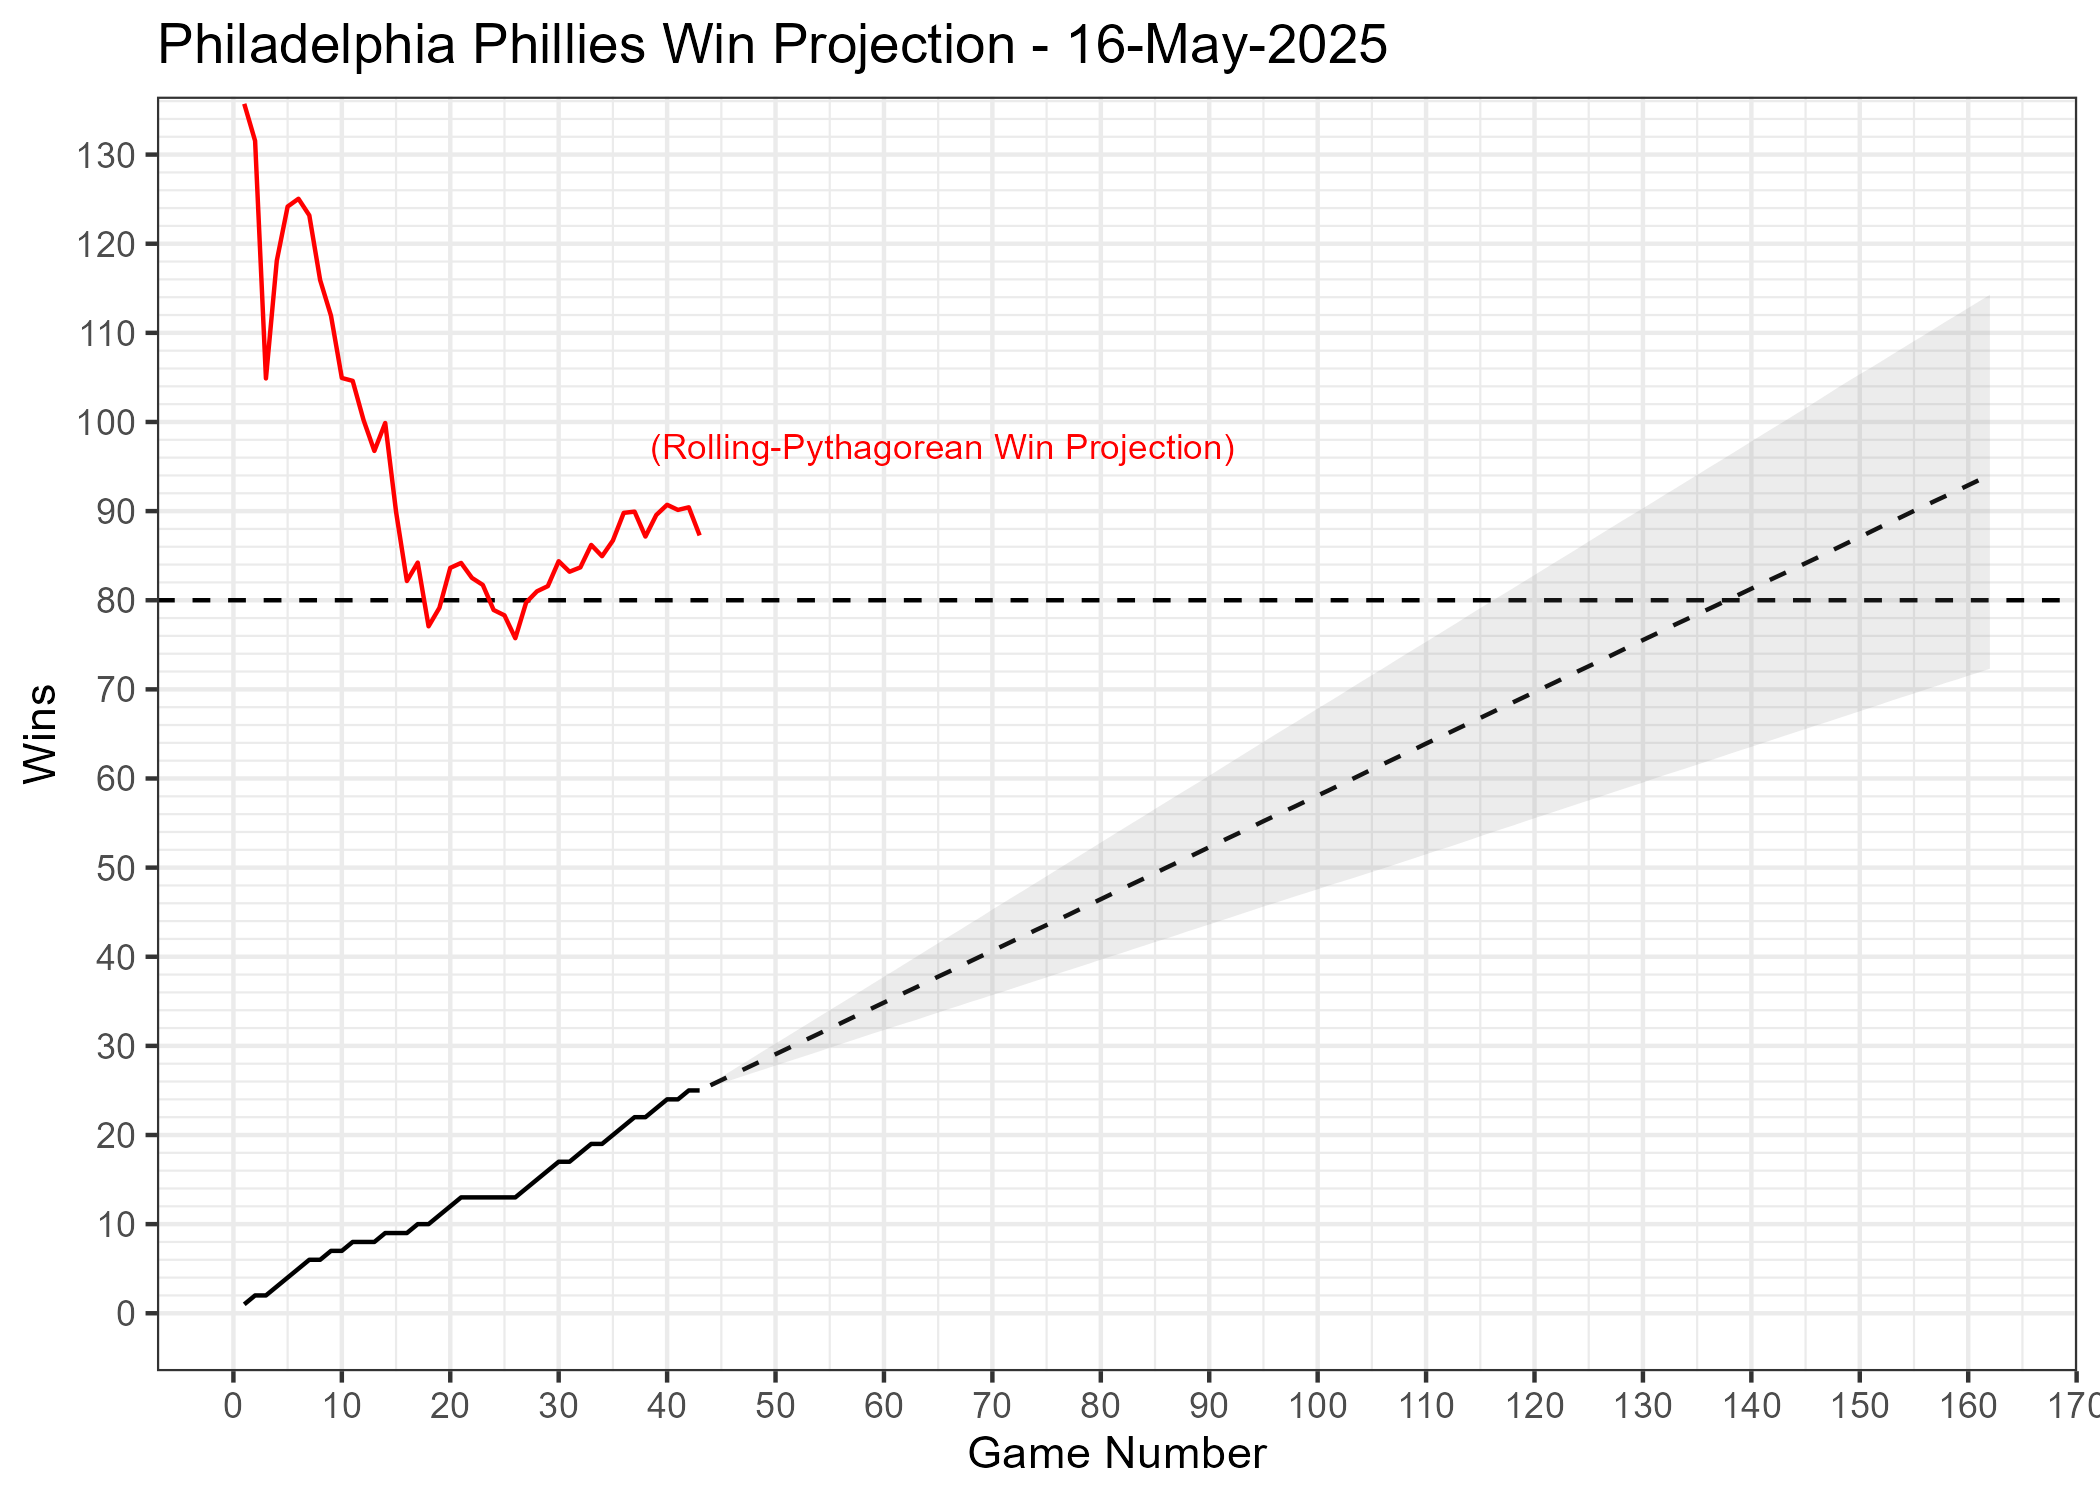 Philadelphia Phillies Win Projection - 16-May-2025
130
120
110
100
90
80
70
60
50
40
30
20
10
0
Wins
(Rolling-Pythagorean Win Projection)
0 10 20 30 40 50 60 70 80 90 100 110 120 130 140 150 160 170
Game Number